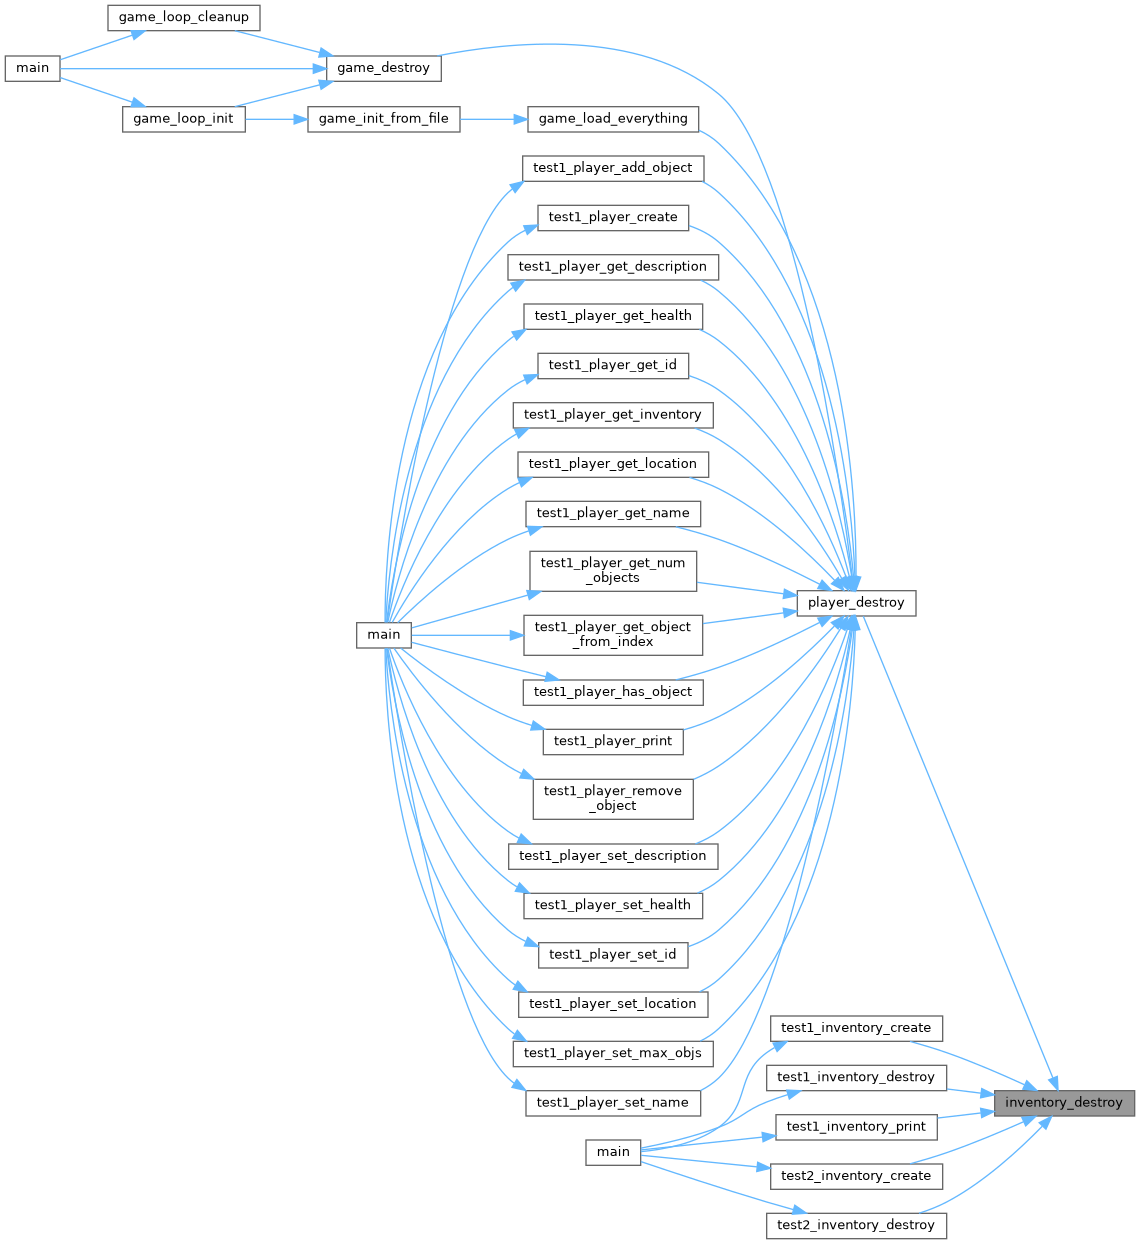 game_loop_cleanup
main
game_destroy
game_loop_init
game_init_from_file
game_load_everything
test1_player_add_object
test1_player_create
test1_player_get_description
test1_player_get_health
test1_player_get_id
test1_player_get_inventory
test1_player_get_location
test1_player_get_name
test1_player_get_num
_objects
player_destroy
main
test1_player_get_object
_from_index
test1_player_has_object
test1_player_print
test1_player_remove
_object
test1_player_set_description
test1_player_set_health
test1_player_set_id
test1_player_set_location
test1_player_set_max_objs
test1_player_set_name
test1_inventory_create
test1_inventory_destroy
inventory_destroy
test1_inventory_print
main
test2_inventory_create
test2_inventory_destroy